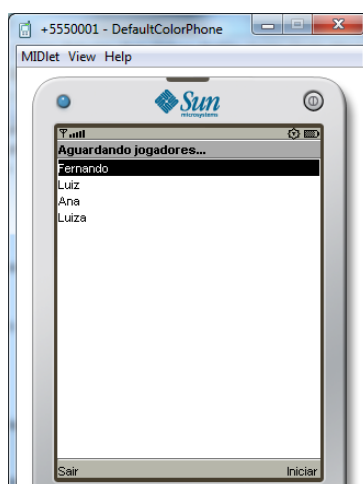 +5550001 - DefaultColorPhone
MIDlet View Help
Sun
microsystems
Aguardando jogadores...
Fernando
Luiz
Ana
Luiza
Sair Iniciar